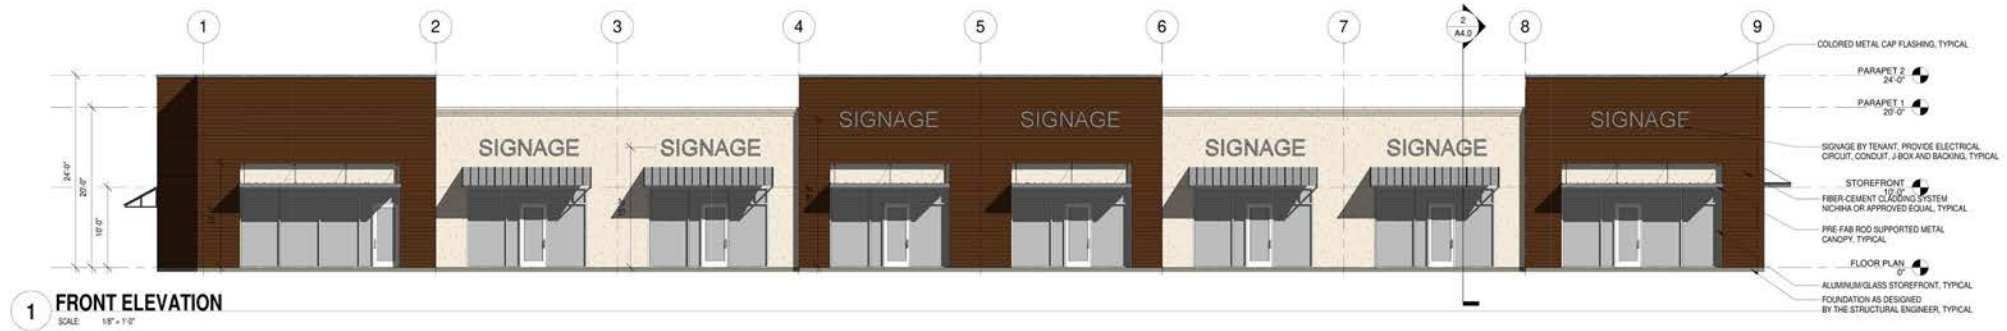 1 2 3 4 5 6 7 8 9
2
A4.0
COLORED METAL CAP FLASHING, TYPICAL
PARAPET 2
24'-0"
PARAPET 1
20'-0"
SIGNAGE SIGNAGE SIGNAGE
SIGNAGE SIGNAGE SIGNAGE SIGNAGE
SIGNAGE BY TENANT. PROVIDE ELECTRICAL
CIRCUIT, CONDUIT, J-BOX AND BACKING, TYPICAL
24'-0"
20'-0"
10'-0"
STOREFRONT
10'-0"
FIBER-CEMENT CLADDING SYSTEM
NICHIHA OR APPROVED EQUAL, TYPICAL
PRE-FAB ROD SUPPORTED METAL
CANOPY, TYPICAL
FLOOR PLAN
0"
ALUMINUM/GLASS STOREFRONT, TYPICAL
FOUNDATION AS DESIGNED
BY THE STRUCTURAL ENGINEER, TYPICAL
1 FRONT ELEVATION
SCALE: 1/8" = 1'-0"